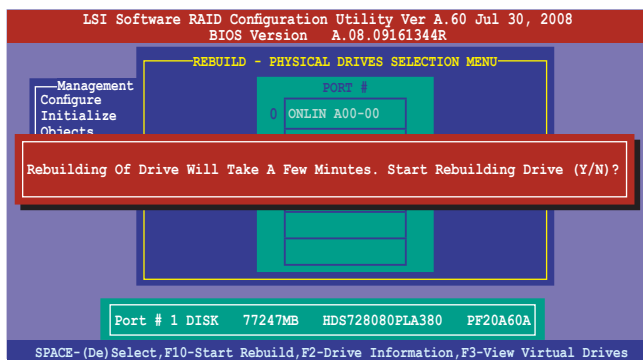 LSI Software RAID Configuration Utility Ver A.60 Jul 30, 2008
BIOS Version A.08.09161344R
REBUILD - PHYSICAL DRIVES SELECTION MENU
Management
PORT #
Configure
Initialize
0 ONLIN A00-00
Objects
Rebuilding Of Drive Will Take A Few Minutes. Start Rebuilding Drive (Y/N)?
Port # 1 DISK 77247MB HDS728080PLA380 PF20A60A
SPACE-(De)Select,F10-Start Rebuild,F2-Drive Information,F3-View Virtual Drives